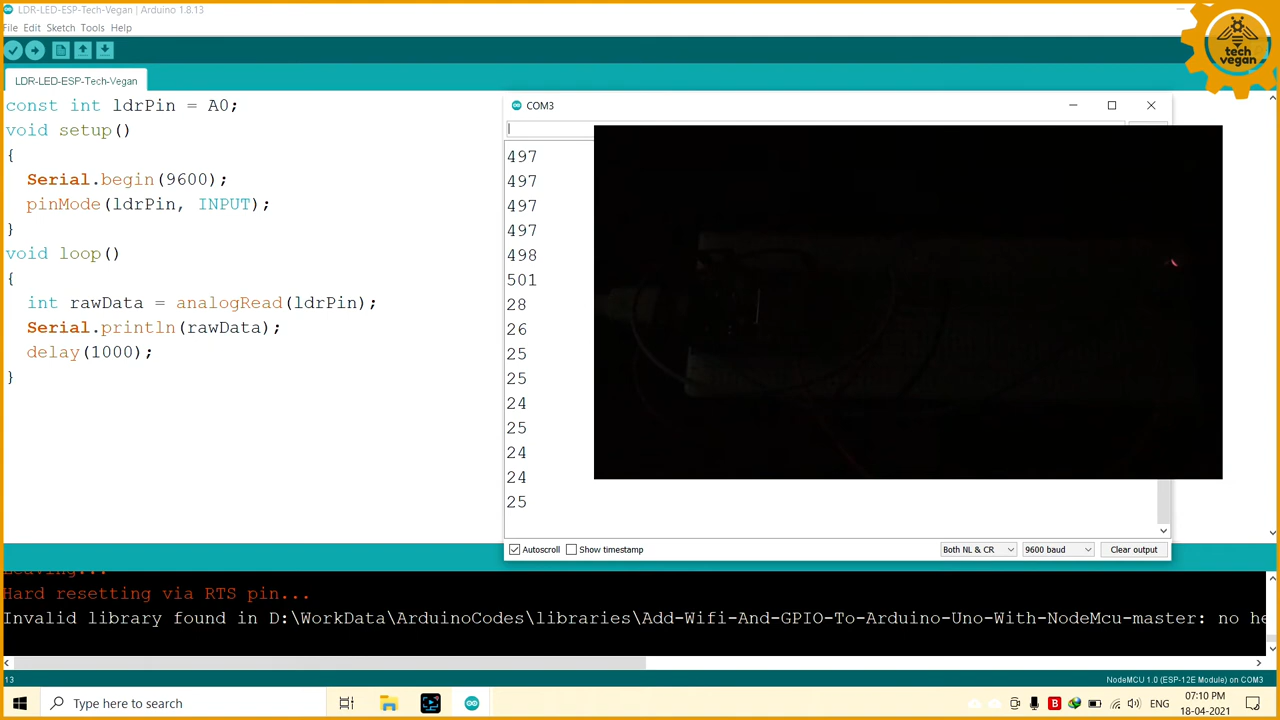 LDR-LED-ESP-Tech-Vegan | Arduino 1.8.13
File Edit Sketch Tools Help
tech
vegan
LDR-LED-ESP-Tech-Vegan
const int ldrPin = A0;
void setup()
{
Serial.begin(9600);
pinMode(ldrPin, INPUT);
}
void loop()
{
int rawData = analogRead(ldrPin);
Serial.println(rawData);
delay(1000);
}
COM3
497
497
497
497
498
501
28
26
25
25
24
25
24
24
25
Autoscroll Show timestamp Both NL & CR 9600 baud Clear output
Leaving...
Hard resetting via RTS pin...
Invalid library found in D:\WorkData\ArduinoCodes\libraries\Add-Wifi-And-GPIO-To-Arduino-Uno-With-NodeMcu-master: no he
13 NodeMCU 1.0 (ESP-12E Module) on COM3
Type here to search
ENG
07:10 PM
18-04-2021